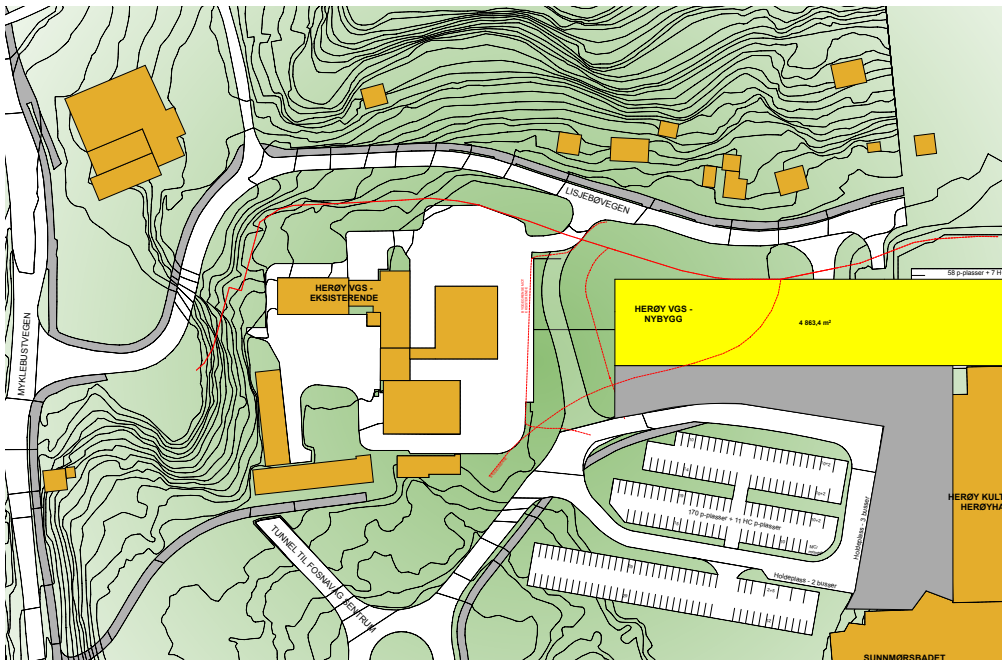 LISJEBØVEGEN
58 p-plasser + 7 H
HERØY VGS -
EKSISTERENDE
HERØY VGS -
NYBYGG
4 863,4 m²
MYKLEBUSTVEGEN
170 p-plasser + 11 HC p-plasser
Holdeplass - 3 busser
HERØY KULT
HERØYHA
Holdeplass - 2 busser
TUNNEL TIL FOSNAVÅG SENTRUM
SUNNMØRSBADET